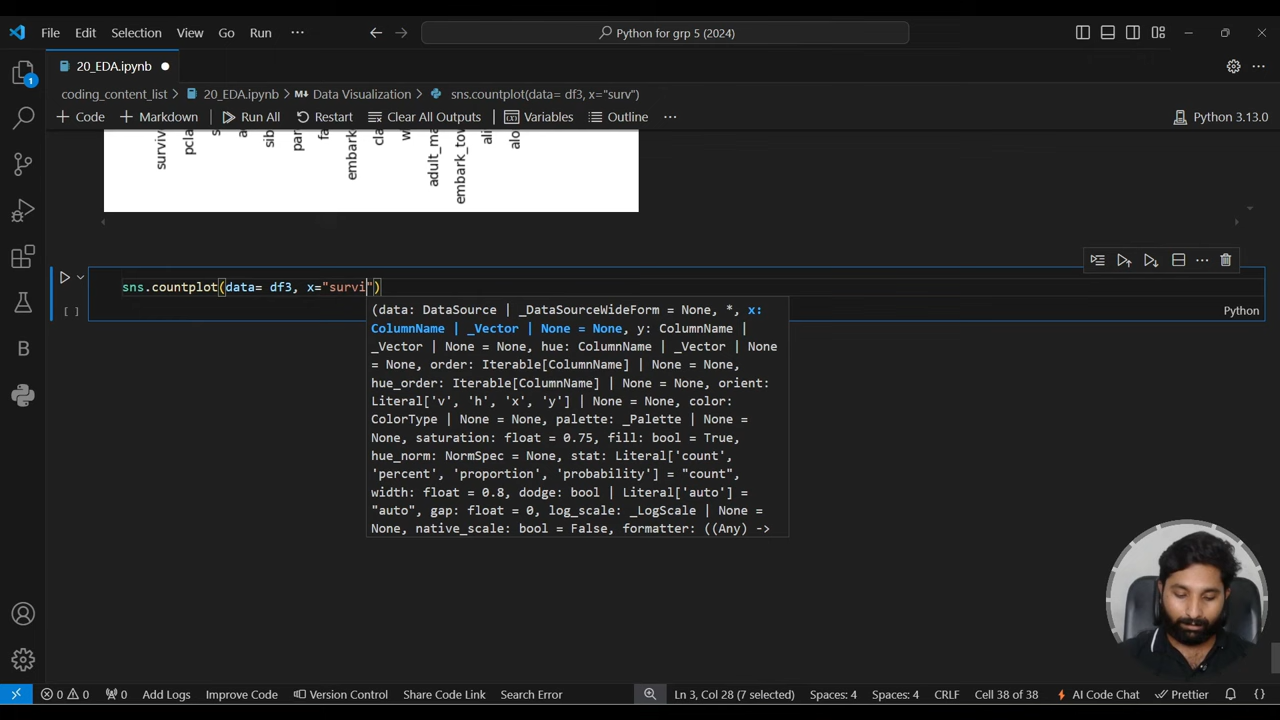 File Edit Selection View Go Run ··· Python for grp 5 (2024)
20_EDA.ipynb
coding_content_list > 20_EDA.ipynb > Data Visualization > sns.countplot(data= df3, x="surv")
+ Code + Markdown Run All Restart Clear All Outputs Variables Outline ··· Python 3.13.0
survi
pcla
s
a
sib
par
fa
embark
cla
w
adult_ma
embark_tov
ali
alo
sns.countplot(data= df3, x="survi")
[ ]
Python
(data: DataSource | _DataSourceWideForm = None, *, x:
ColumnName | _Vector | None = None, y: ColumnName |
_Vector | None = None, hue: ColumnName | _Vector | None
= None, order: Iterable[ColumnName] | None = None,
hue_order: Iterable[ColumnName] | None = None, orient:
Literal['v', 'h', 'x', 'y'] | None = None, color:
ColorType | None = None, palette: _Palette | None =
None, saturation: float = 0.75, fill: bool = True,
hue_norm: NormSpec = None, stat: Literal['count',
'percent', 'proportion', 'probability'] = "count",
width: float = 0.8, dodge: bool | Literal['auto'] =
"auto", gap: float = 0, log_scale: _LogScale | None =
None, native_scale: bool = False, formatter: ((Any) ->
1
B
0 0 0 Add Logs Improve Code Version Control Share Code Link Search Error Ln 3, Col 28 (7 selected) Spaces: 4 Spaces: 4 CRLF Cell 38 of 38 AI Code Chat Prettier